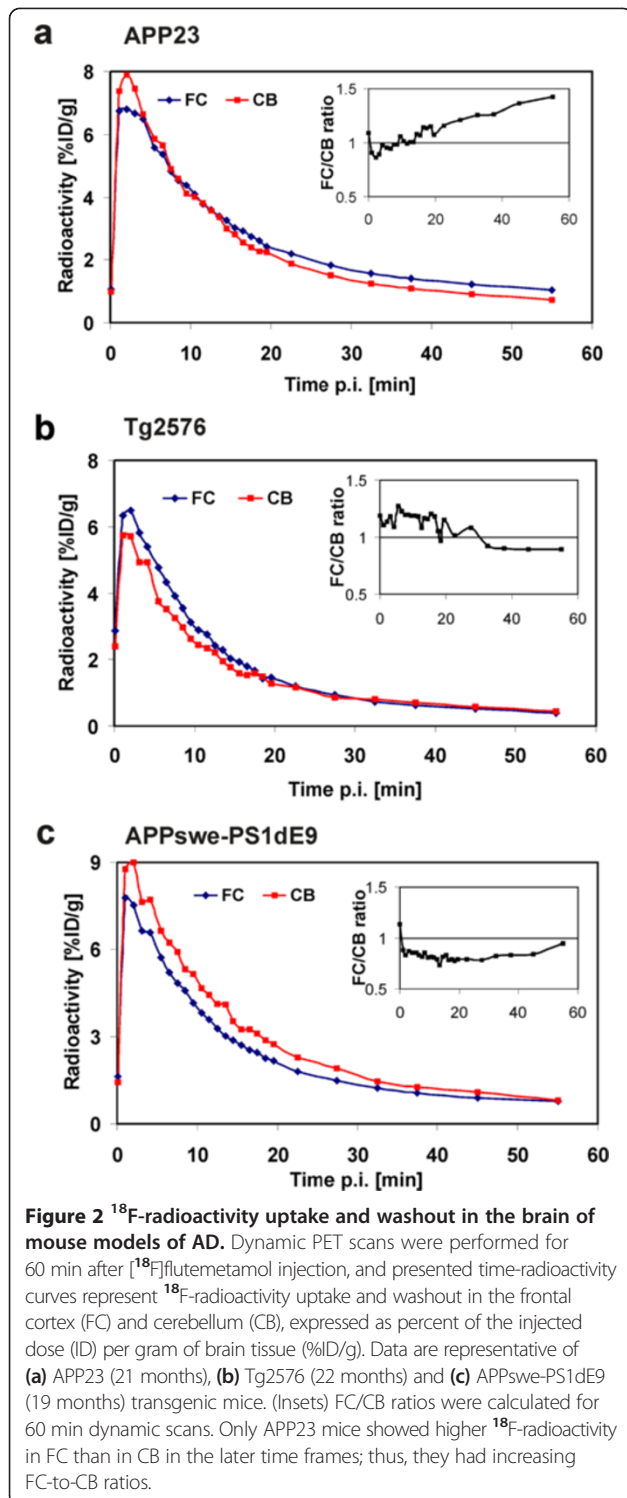 a
APP23
8
6
4
2
0
Radioactivity [%ID/g]
FC CB
1.5
1
0.5
FC/CB ratio
0 20 40 60
0 10 20 30 40 50 60
Time p.i. [min]
b
Tg2576
8
6
4
2
0
Radioactivity [%ID/g]
FC CB
1.5
1
0.5
FC/CB ratio
0 20 40 60
0 10 20 30 40 50 60
Time p.i. [min]
c
APPswe-PS1dE9
9
6
3
0
Radioactivity [%ID/g]
FC CB
1.5
1
0.5
FC/CB ratio
0 20 40 60
0 10 20 30 40 50 60
Time p.i. [min]
Figure 2 ¹⁸F-radioactivity uptake and washout in the brain of
mouse models of AD. Dynamic PET scans were performed for
60 min after [¹⁸F]flutemetamol injection, and presented time-radioactivity
curves represent ¹⁸F-radioactivity uptake and washout in the frontal
cortex (FC) and cerebellum (CB), expressed as percent of the injected
dose (ID) per gram of brain tissue (%ID/g). Data are representative of
(a) APP23 (21 months), (b) Tg2576 (22 months) and (c) APPswe-PS1dE9
(19 months) transgenic mice. (Insets) FC/CB ratios were calculated for
60 min dynamic scans. Only APP23 mice showed higher ¹⁸F-radioactivity
in FC than in CB in the later time frames; thus, they had increasing
FC-to-CB ratios.